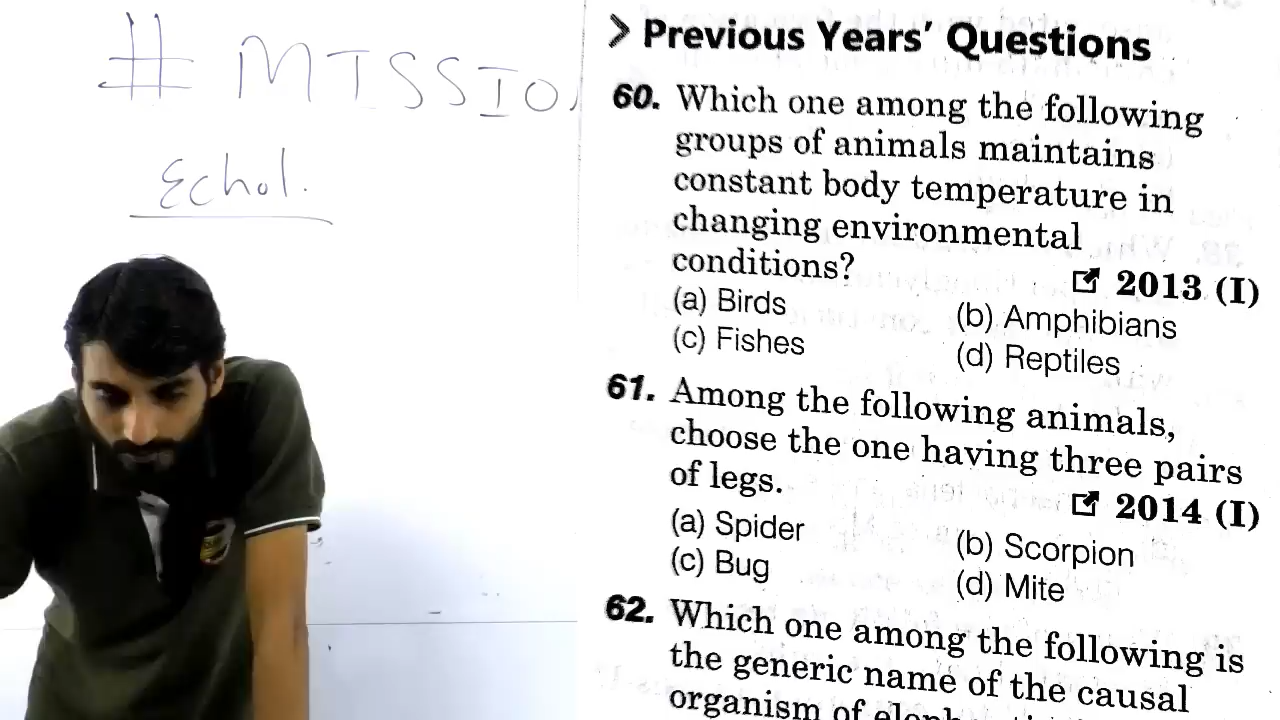 # MISSIO
Echol.
Previous Years' Questions
60. Which one among the following
groups of animals maintains
constant body temperature in
changing environmental
conditions? 2013 (I)
(a) Birds (b) Amphibians
(c) Fishes (d) Reptiles
61. Among the following animals,
choose the one having three pairs
of legs. 2014 (I)
(a) Spider (b) Scorpion
(c) Bug (d) Mite
62. Which one among the following is
the generic name of the causal
organism of